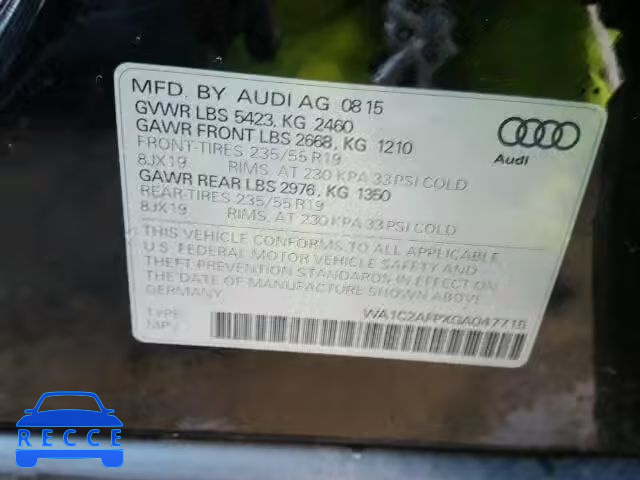 MFD. BY AUDI AG 08 15
GVWR LBS 5423, KG 2460
GAWR FRONT LBS 2668, KG 1210
FRONT-TIRES 235/55 R19
8JX19 RIMS, AT 230 KPA 33 PSI COLD
GAWR REAR LBS 2976, KG 1350
REAR-TIRES 235/55 R19
8JX19 RIMS, AT 230 KPA 33 PSI COLD
Audi
THIS VEHICLE CONFORMS TO ALL APPLICABLE
U.S. FEDERAL MOTOR VEHICLE SAFETY AND
THEFT PREVENTION STANDARDS IN EFFECT ON
THE DATE OF MANUFACTURE SHOWN ABOVE
GERMANY
WA1C2AFPXGA047715
TYPE:
RECCE